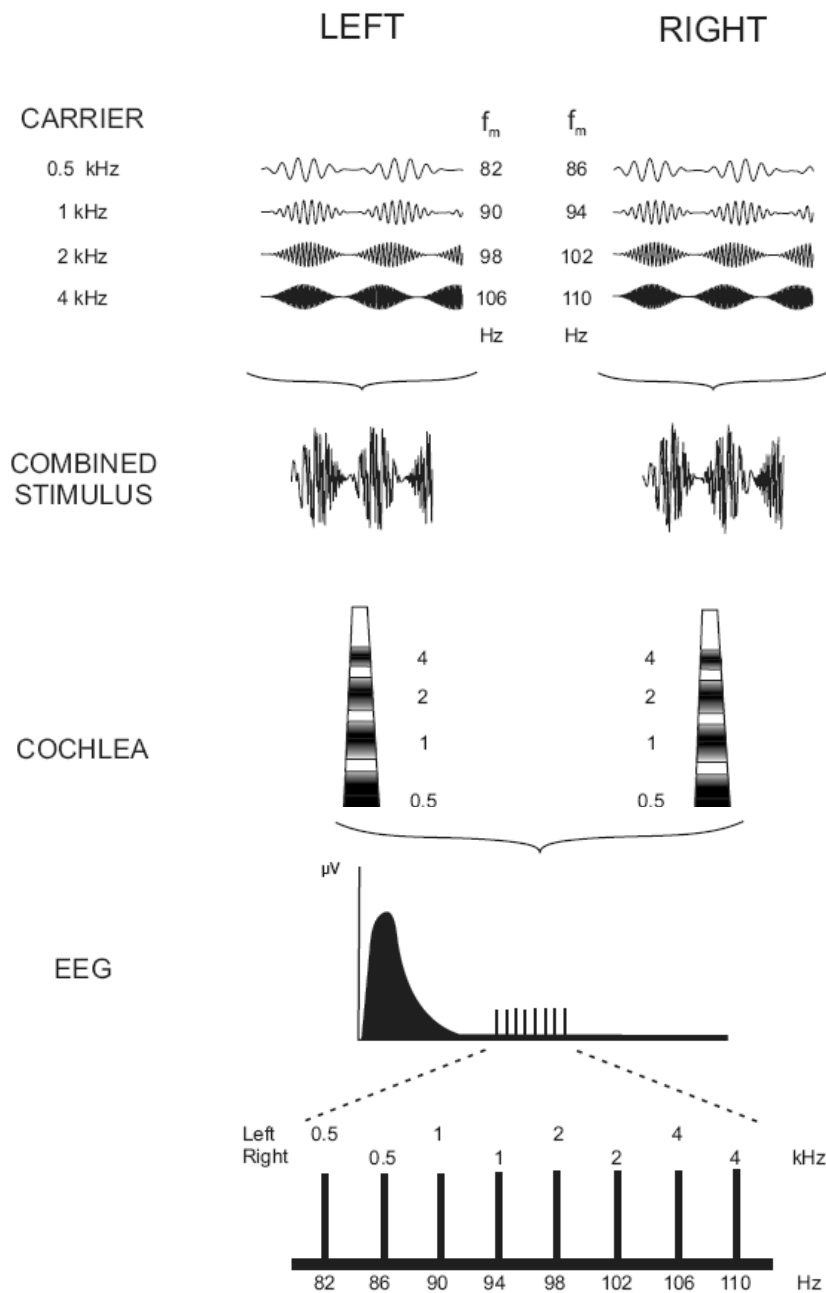 LEFT RIGHT
CARRIER fm fm
0.5 kHz 82 86
1 kHz 90 94
2 kHz 98 102
4 kHz 106 110
Hz Hz
COMBINED
STIMULUS
4 4
2 2
COCHLEA 1 1
0.5 0.5
µV
EEG
Left 0.5 1 2 4
Right 0.5 1 2 4 kHz
82 86 90 94 98 102 106 110 Hz